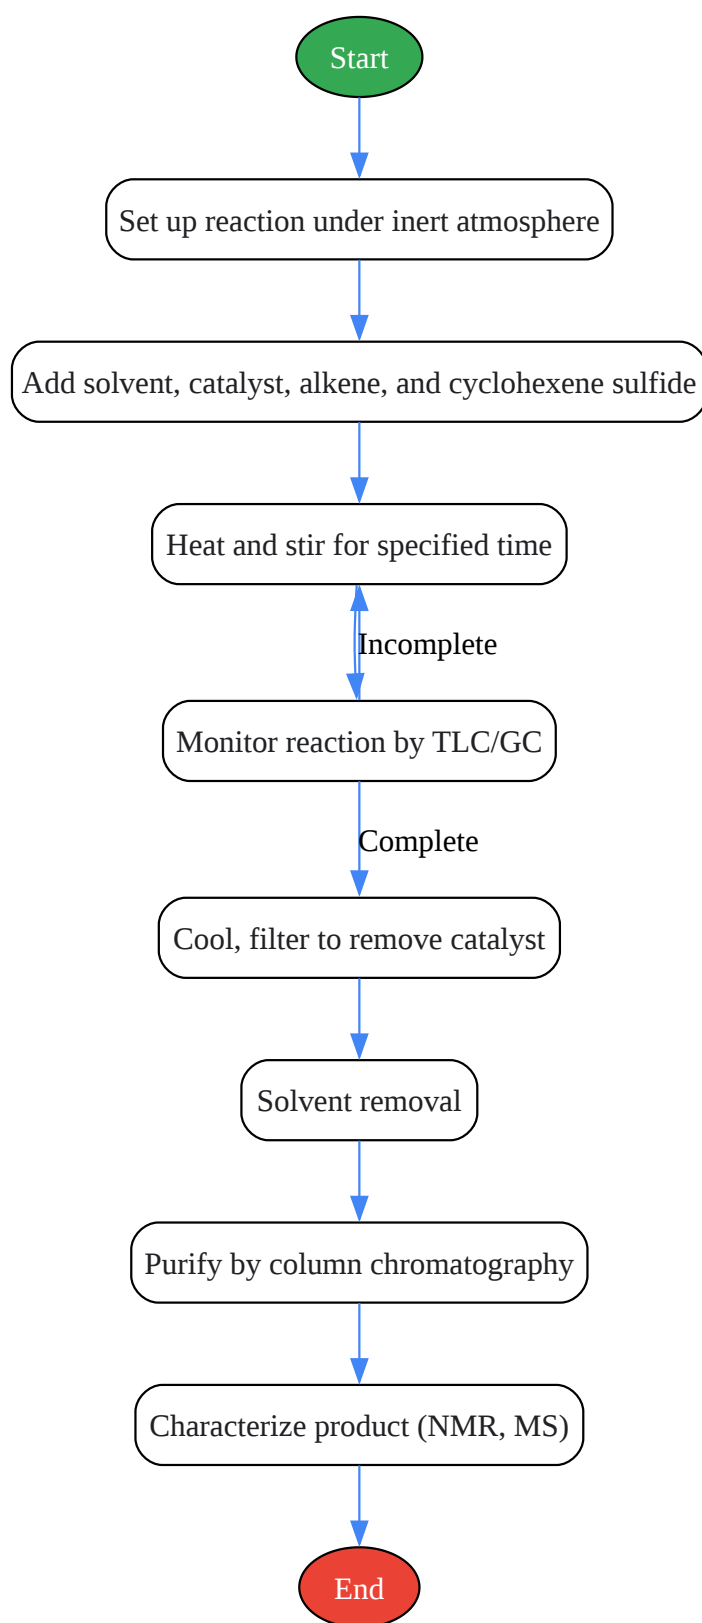 Start
Set up reaction under inert atmosphere
Add solvent, catalyst, alkene, and cyclohexene sulfide
Heat and stir for specified time
Incomplete
Monitor reaction by TLC/GC
Complete
Cool, filter to remove catalyst
Solvent removal
Purify by column chromatography
Characterize product (NMR, MS)
End